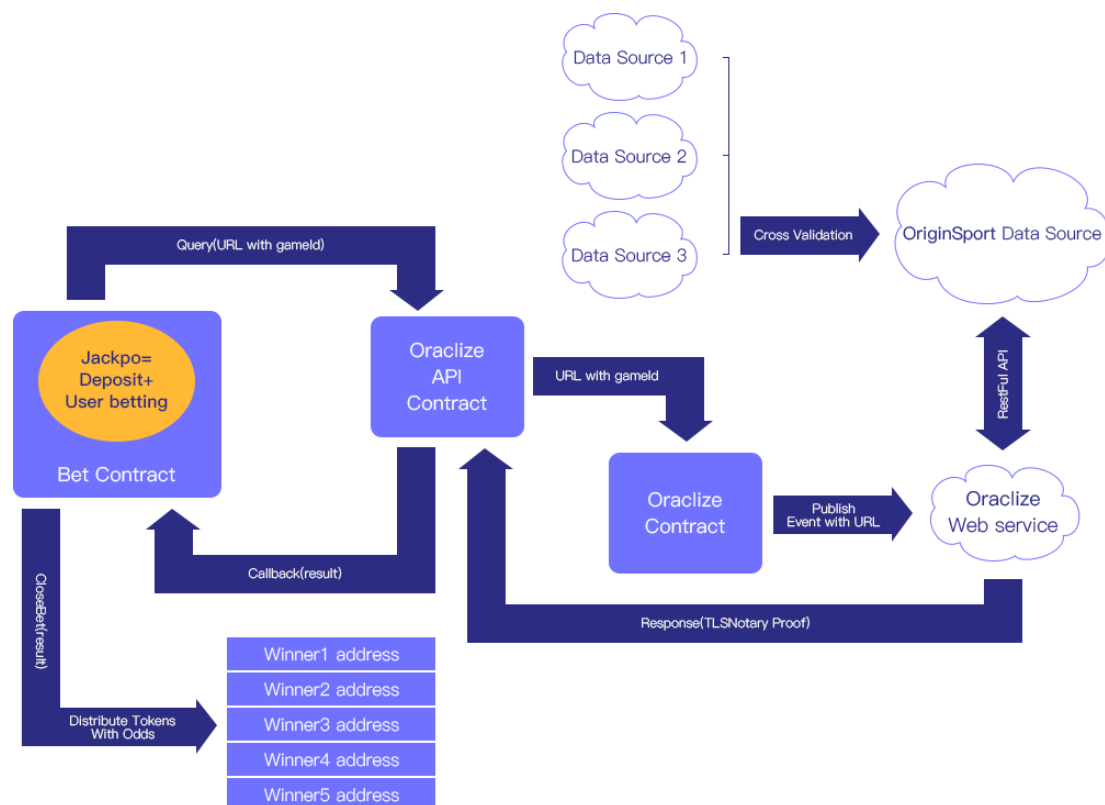 Data Source 1
Data Source 2
Data Source 3
Cross Validation
OriginSport Data Source
Query(URL with gameId)
Jackpo=
Deposit+
User betting
Bet Contract
Oraclize
API
Contract
URL with gameId
RestFul API
Oraclize
Contract
Publish
Event with URL
Oraclize
Web service
Callback(result)
Response(TLSNotary Proof)
CloseBet(result)
Distribute Tokens
With Odds
Winner1 address
Winner2 address
Winner3 address
Winner4 address
Winner5 address